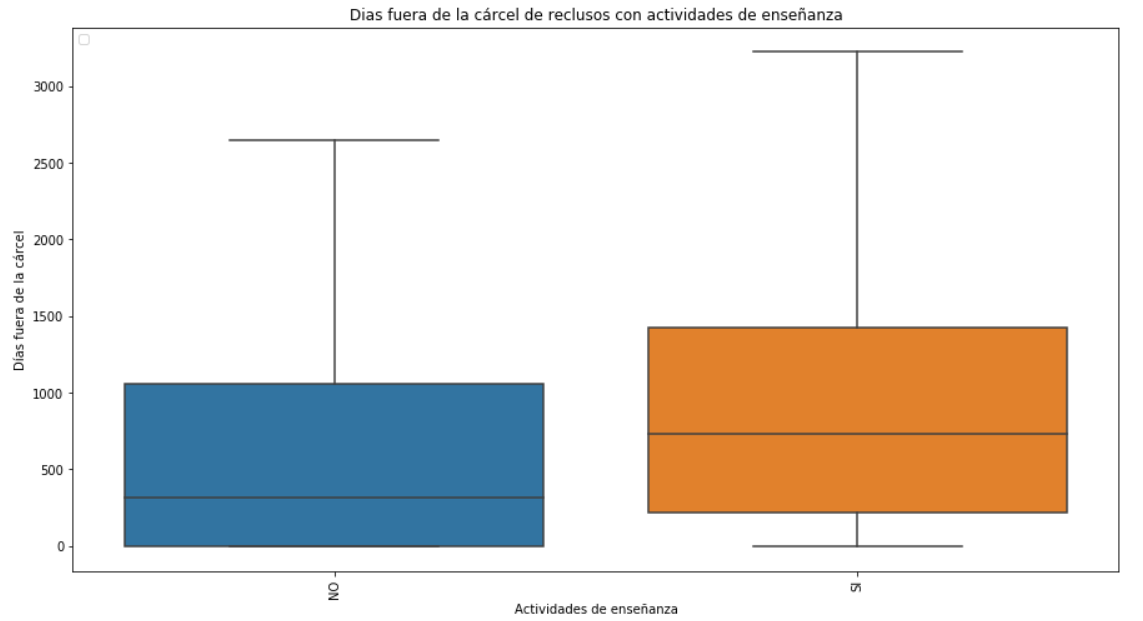 Dias fuera de la cárcel de reclusos con actividades de enseñanza
3000
2500
2000
1500
1000
500
0
Días fuera de la cárcel
NO
SI
Actividades de enseñanza